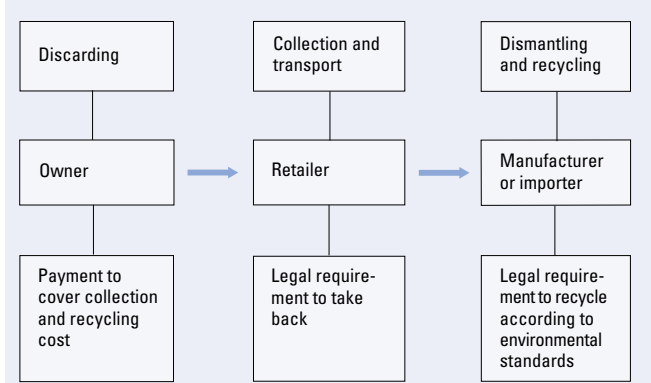 Discarding
Collection and
transport
Dismantling
and recycling
Owner
Retailer
Manufacturer
or importer
Payment to
cover collection
and recycling
cost
Legal require-
ment to take
back
Legal require-
ment to recycle
according to
environmental
standards